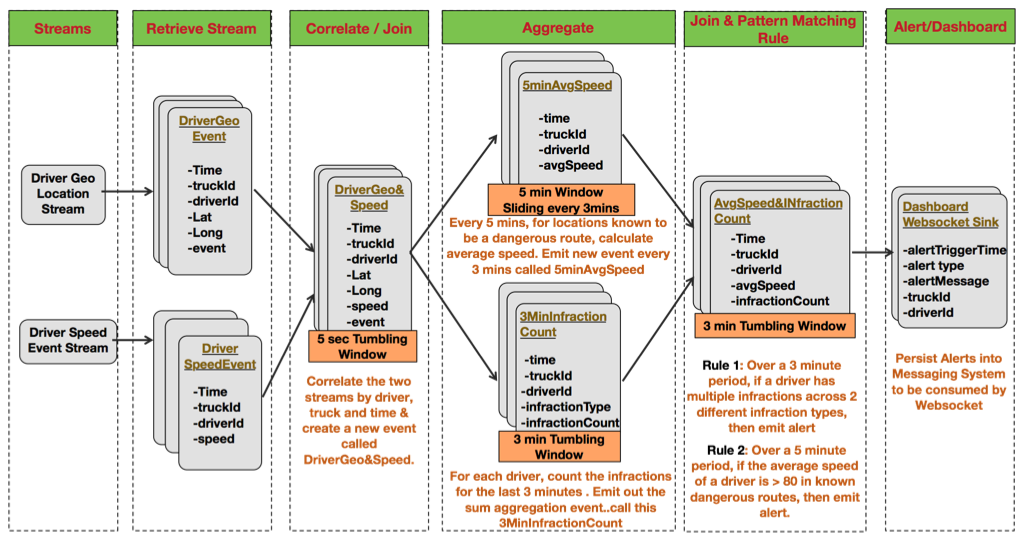 Streams
Retrieve Stream
Correlate / Join
Aggregate
Join & Pattern Matching
Rule
Alert/Dashboard
Driver Geo
Location
Stream
Driver Speed
Event Stream
DriverGeo
Event
-Time
-truckId
-driverId
-Lat
-Long
-event
Driver
SpeedEvent
-Time
-truckId
-driverId
-speed
DriverGeo&
Speed
-Time
-truckId
-driverId
-Lat
-Long
-speed
-event
5 sec Tumbling
Window
Correlate the two
streams by driver,
truck and time &
create a new event
called
DriverGeo&Speed.
5minAvgSpeed
-time
-truckId
-driverId
-avgSpeed
5 min Window
Sliding every 3mins
Every 5 mins, for locations known to
be a dangerous route, calculate
average speed. Emit new event every
3 mins called 5minAvgSpeed
3MinInfraction
Count
-time
-truckId
-driverId
-infractionType
-infractionCount
3 min Tumbling
Window
For each driver, count the infractions
for the last 3 minutes . Emit out the
sum aggregation event..call this
3MinInfractionCount
AvgSpeed&INfraction
Count
-Time
-truckId
-driverId
-avgSpeed
-infractionCount
3 min Tumbling Window
Rule 1: Over a 3 minute
period, if a driver has
multiple infractions across 2
different infraction types,
then emit alert
Rule 2: Over a 5 minute
period, if the average speed
of a driver is > 80 in known
dangerous routes, then emit
alert.
Dashboard
Websocket Sink
-alertTriggerTime
-alert type
-alertMessage
-truckId
-driverId
Persist Alerts into
Messaging System
to be consumed by
Websocket